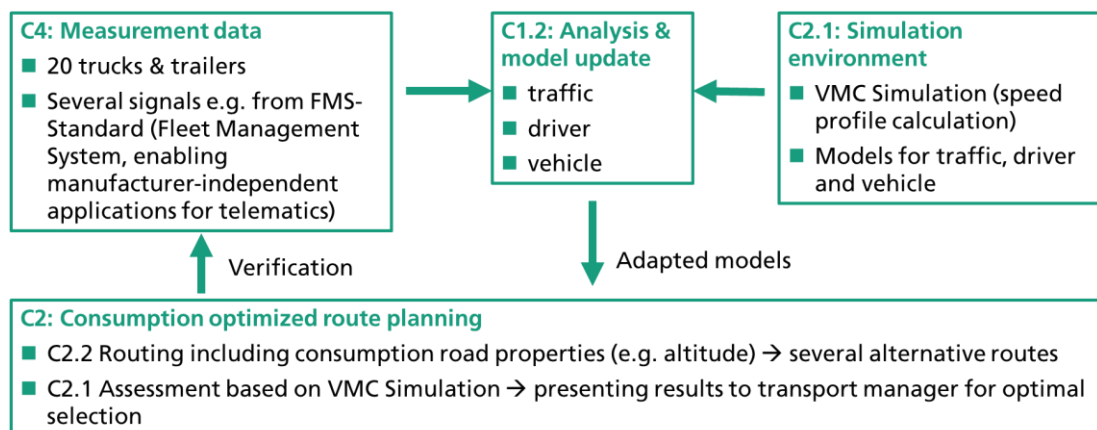 C4: Measurement data
■ 20 trucks & trailers
■ Several signals e.g. from FMS-
Standard (Fleet Management
System, enabling
manufacturer-independent
applications for telematics)
C1.2: Analysis &
model update
■ traffic
■ driver
■ vehicle
C2.1: Simulation
environment
■ VMC Simulation (speed
profile calculation)
■ Models for traffic, driver
and vehicle
Verification
Adapted models
C2: Consumption optimized route planning
■ C2.2 Routing including consumption road properties (e.g. altitude) → several alternative routes
■ C2.1 Assessment based on VMC Simulation → presenting results to transport manager for optimal
selection